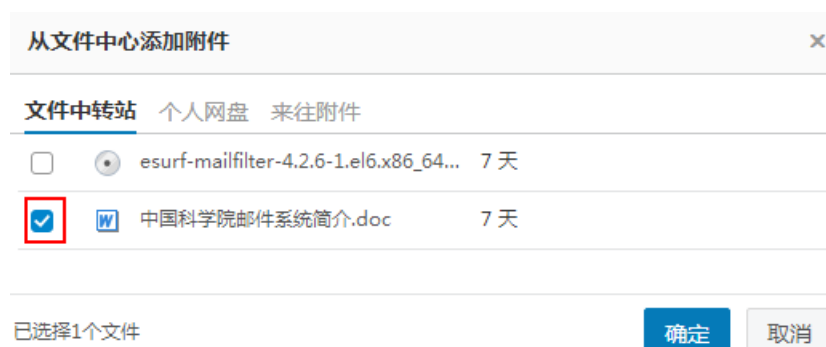 从文件中心添加附件 ×
文件中转站 个人网盘 来往附件
esurf-mailfilter-4.2.6-1.el6.x86_64... 7 天
中国科学院邮件系统简介.doc 7 天
已选择1个文件 确定 取消